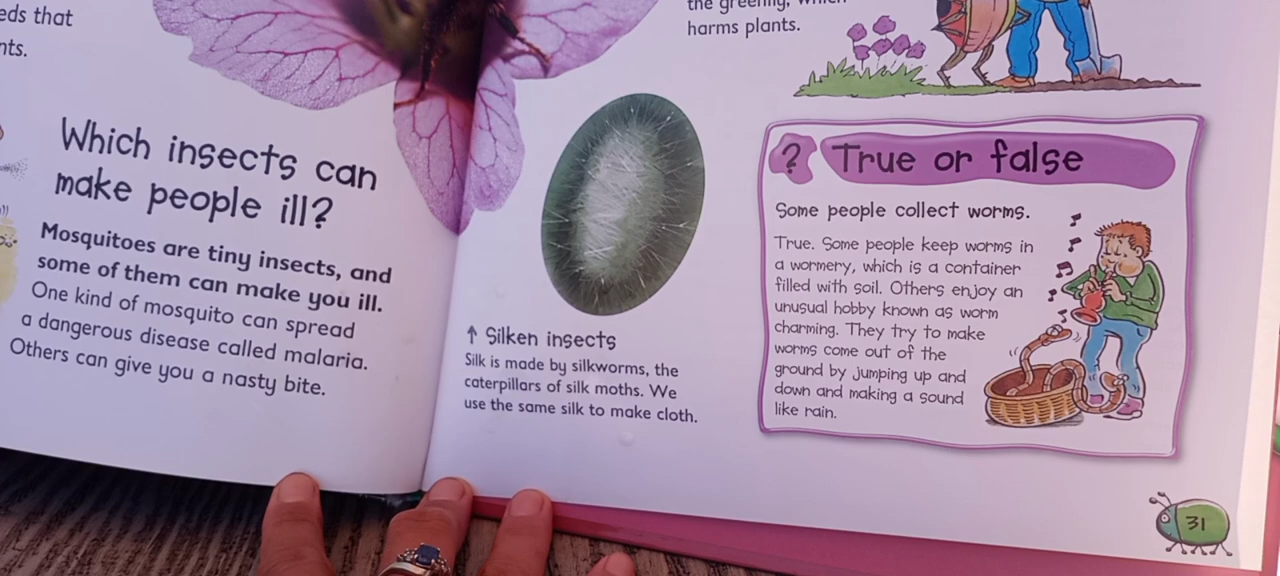 eds that
nts.
Which insects can
make people ill?
Mosquitoes are tiny insects, and
some of them can make you ill.
One kind of mosquito can spread
a dangerous disease called malaria.
Others can give you a nasty bite.
the greenfly, which
harms plants.
↑ Silken insects
Silk is made by silkworms, the
caterpillars of silk moths. We
use the same silk to make cloth.
? True or false
Some people collect worms.
True. Some people keep worms in
a wormery, which is a container
filled with soil. Others enjoy an
unusual hobby known as worm
charming. They try to make
worms come out of the
ground by jumping up and
down and making a sound
like rain.
31